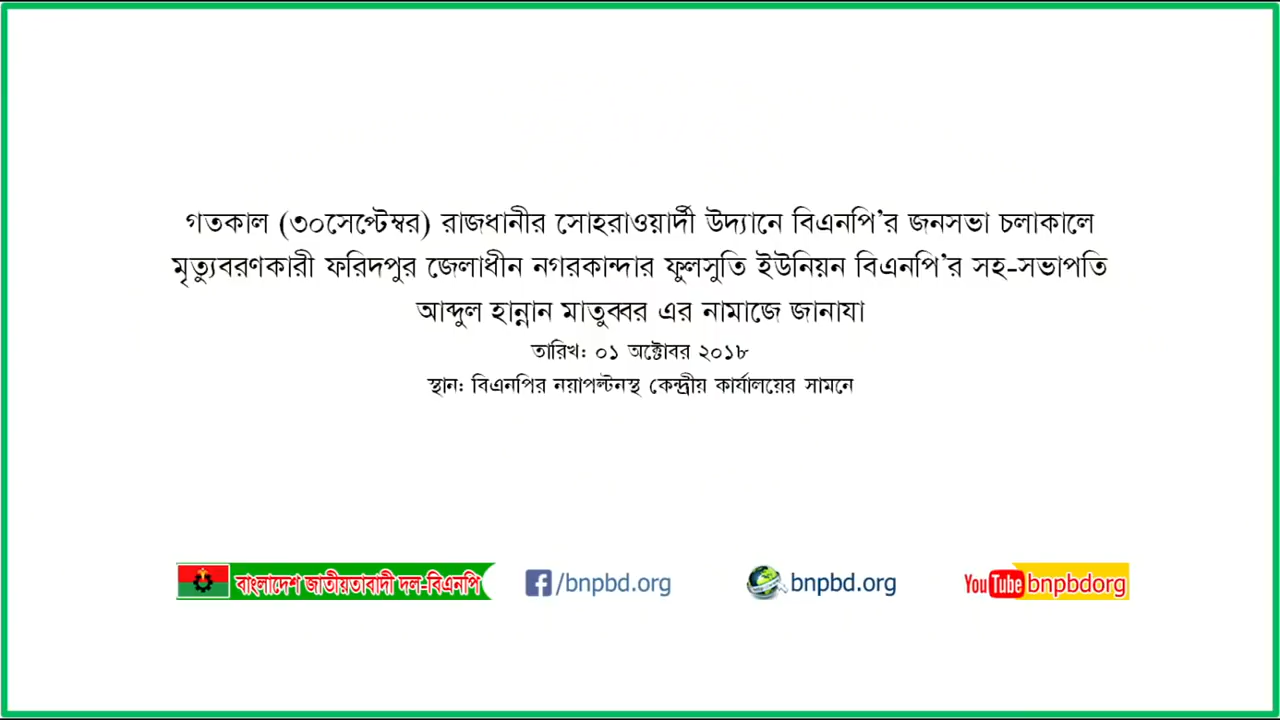 গতকাল (৩০সেপ্টেম্বর) রাজধানীর সোহরাওয়ার্দী উদ্যানে বিএনপি’র জনসভা চলাকালে
মৃত্যুবরণকারী ফরিদপুর জেলাধীন নগরকান্দার ফুলসুতি ইউনিয়ন বিএনপি’র সহ-সভাপতি
আব্দুল হান্নান মাতুব্বর এর নামাজে জানাযা
তারিখ: ০১ অক্টোবর ২০১৮
স্থান: বিএনপির নয়াপল্টনস্থ কেন্দ্রীয় কার্যালয়ের সামনে
বাংলাদেশ জাতীয়তাবাদী দল-বিএনপি f/bnpbd.org bnpbd.org YouTube bnpbdorg